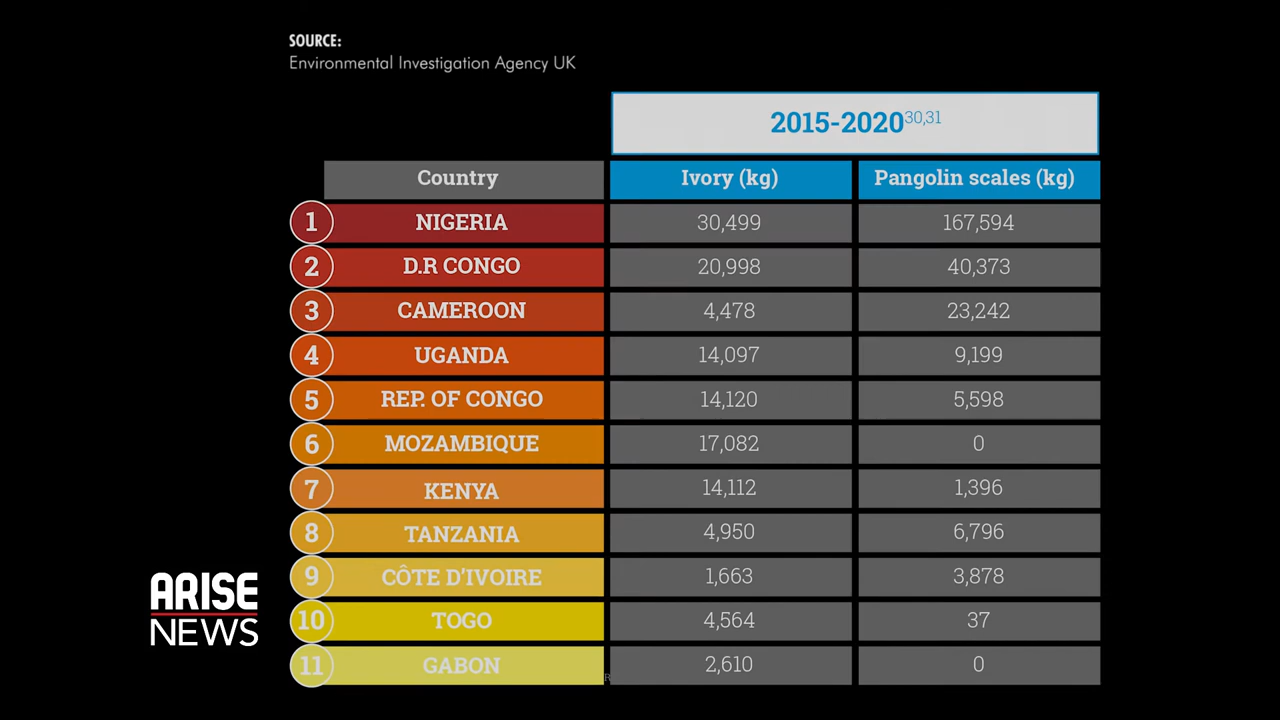 SOURCE:
Environmental Investigation Agency UK
2015-2020³⁰,³¹
Country Ivory (kg) Pangolin scales (kg)
1 NIGERIA 30,499 167,594
2 D.R CONGO 20,998 40,373
3 CAMEROON 4,478 23,242
4 UGANDA 14,097 9,199
5 REP. OF CONGO 14,120 5,598
6 MOZAMBIQUE 17,082 0
7 KENYA 14,112 1,396
8 TANZANIA 4,950 6,796
9 CÔTE D'IVOIRE 1,663 3,878
10 TOGO 4,564 37
11 GABON 2,610 0
R
ARISE
NEWS